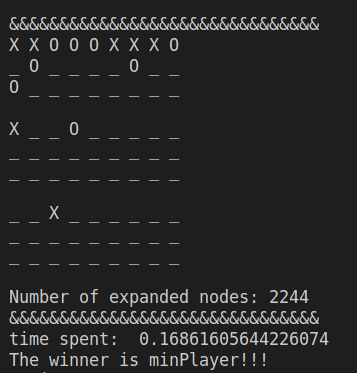 &&&&&&&&&&&&&&&&&&&&&&&&&&&&&&&
X X O O O X X X O
_ O _ _ _ _ O _ _
O _ _ _ _ _ _ _ _
X _ _ O _ _ _ _ _
_ _ _ _ _ _ _ _ _
_ _ _ _ _ _ _ _ _
_ _ X _ _ _ _ _ _
_ _ _ _ _ _ _ _ _
_ _ _ _ _ _ _ _ _
Number of expanded nodes: 2244
&&&&&&&&&&&&&&&&&&&&&&&&&&&&&&&
time spent:  0.16861605644226074
The winner is minPlayer!!!